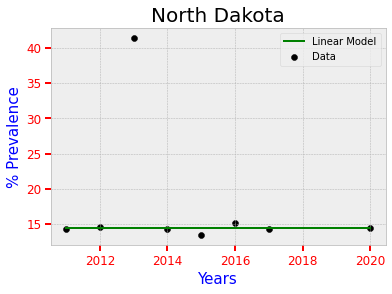 North Dakota
Linear Model
Data
% Prevalence
40
35
30
25
20
15
2012
2014
2016
2018
2020
Years